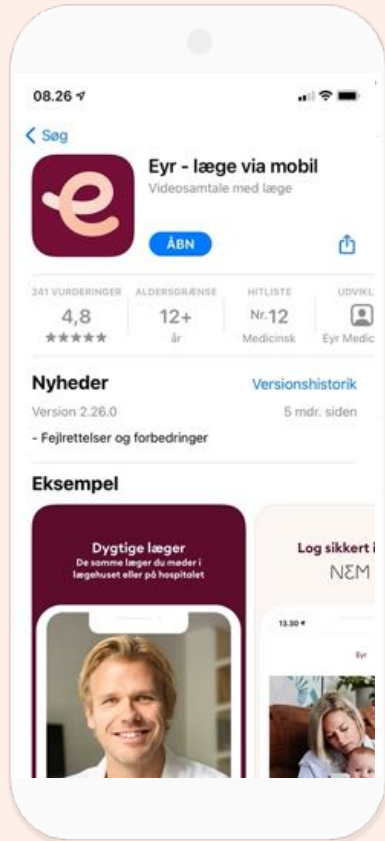 08.26
Søg
Eyr - læge via mobil
Videosamtale med læge
ÅBN
241 VURDERINGER
ALDERSGRÆNSE
HITLISTE
UDVIKL
4,8
12+
Nr.12
★★★★★
år
Medicinsk
Eyr Medic
Nyheder
Versionshistorik
Version 2.26.0
5 mdr. siden
- Fejlrettelser og forbedringer
Eksempel
Dygtige læger
De samme læger du møder i
lægehuset eller på hospitalet
Log sikkert i
NEM
13.30
Eyr